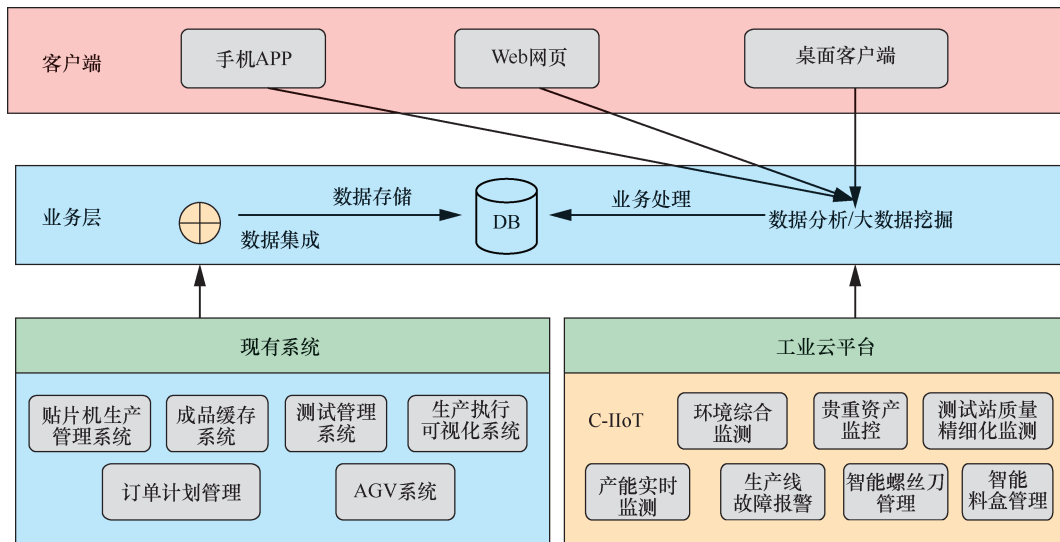 客户端
手机APP
Web网页
桌面客户端
业务层
数据存储
数据集成
DB
业务处理
数据分析/大数据挖掘
现有系统
贴片机生产
管理系统
成品缓存
系统
测试管理
系统
生产执行
可视化系统
订单计划管理
AGV系统
工业云平台
C-IIoT
环境综合
监测
贵重资产
监控
测试站质量
精细化监测
产能实时
监测
生产线
故障报警
智能螺丝刀
管理
智能
料盒管理